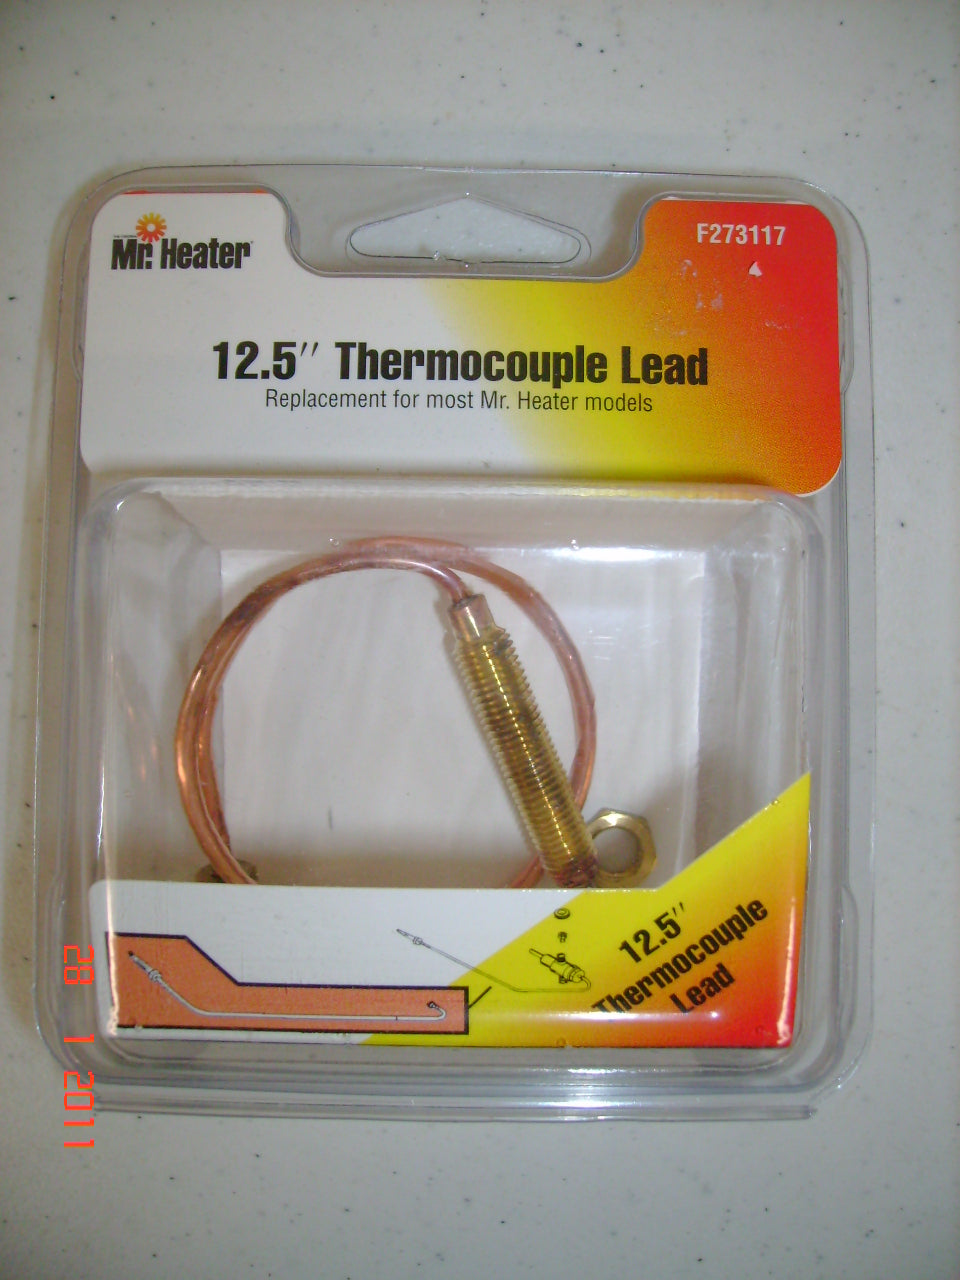 Mr. Heater
F273117
12.5" Thermocouple Lead
Replacement for most Mr. Heater models
12.5"
Thermocouple
Lead
28 1 2011